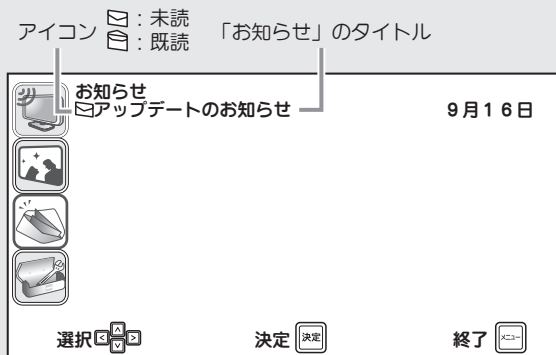 アイコン
：未読
：既読
「お知らせ」のタイトル
お知らせ
アップデートのお知らせ
９月１６日
選択
決定 決定
終了 メニュー